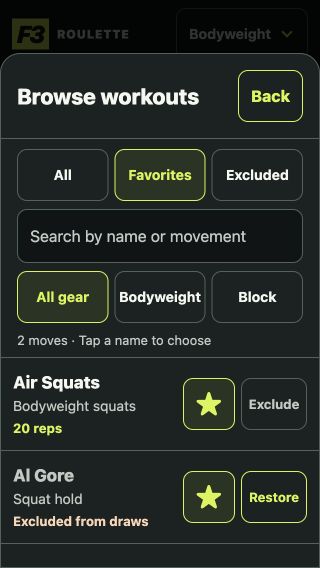 F3 ROULETTE
Bodyweight
Browse workouts
Back
All
Favorites
Excluded
Search by name or movement
All gear
Bodyweight
Block
2 moves · Tap a name to choose
Air Squats
Bodyweight squats
20 reps
Exclude
Al Gore
Squat hold
Excluded from draws
Restore